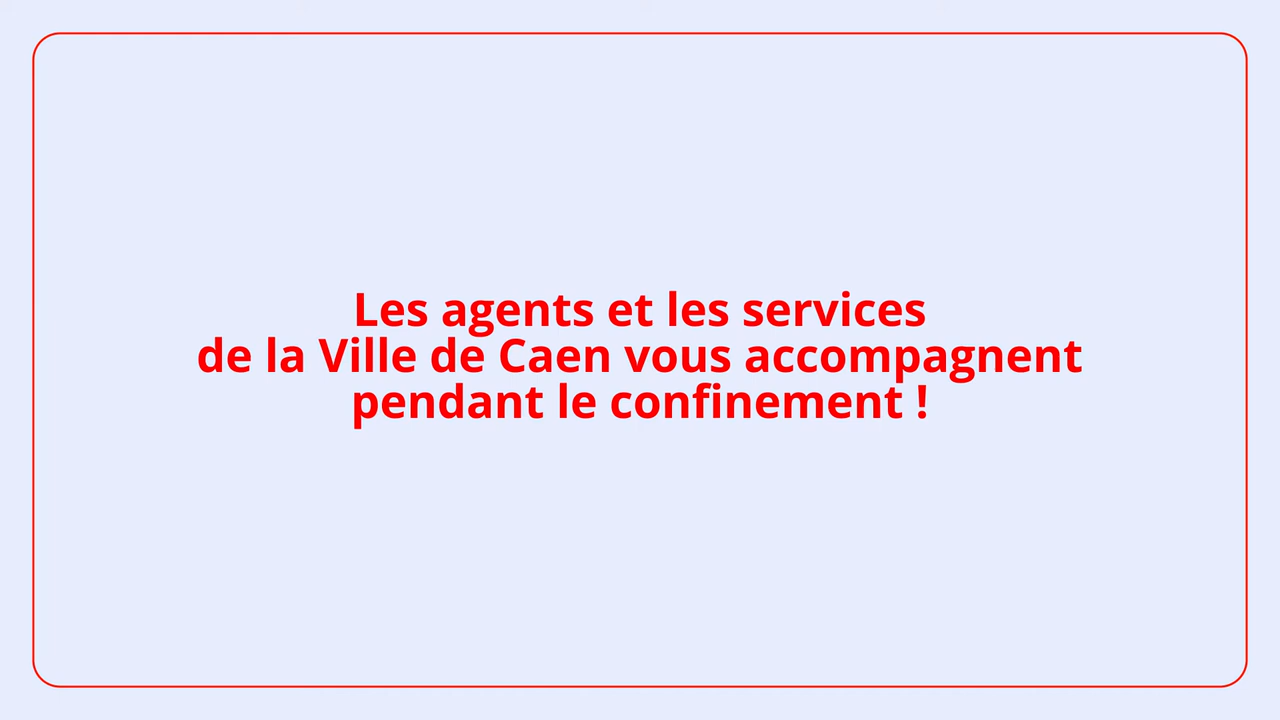 Les agents et les services
de la Ville de Caen vous accompagnent
pendant le confinement !